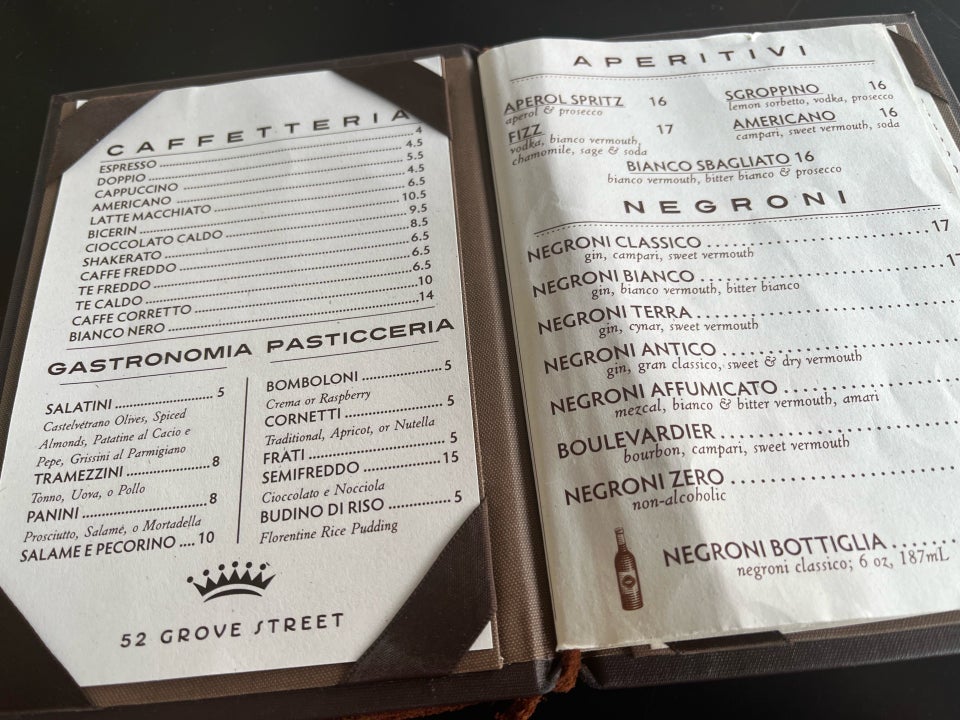 CAFFETTERIA
ESPRESSO 4
DOPPIO 4.5
CAPPUCCINO 5.5
AMERICANO 4.5
LATTE MACCHIATO 6.5
BICERIN 10.5
CIOCCOLATO CALDO 9.5
SHAKERATO 8.5
CAFFE FREDDO 6.5
TE FREDDO 6.5
TE CALDO 6.5
CAFFE CORRETTO 10
BIANCO NERO 14
GASTRONOMIA
SALATINI 5
Castelvetrano Olives, Spiced
Almonds, Patatine al Cacio e
Pepe, Grissini al Parmigiano
TRAMEZZINI 8
Tonno, Uova, o Pollo
PANINI 8
Prosciutto, Salame, o Mortadella
SALAME E PECORINO .... 10
PASTICCERIA
BOMBOLONI 5
Crema or Raspberry
CORNETTI 5
Traditional, Apricot, or Nutella
FRATI 5
SEMIFREDDO 15
Cioccolato e Nocciola
BUDINO DI RISO 5
Florentine Rice Pudding
52 GROVE STREET
APERITIVI
APEROL SPRITZ 16
aperol & prosecco
FIZZ 17
vodka, bianco vermouth,
chamomile, sage & soda
SGROPPINO 16
lemon sorbetto, vodka, prosecco
AMERICANO 16
campari, sweet vermouth, soda
BIANCO SBAGLIATO 16
bianco vermouth, bitter bianco & prosecco
NEGRONI
NEGRONI CLASSICO 17
gin, campari, sweet vermouth
NEGRONI BIANCO 17
gin, bianco vermouth, bitter bianco
NEGRONI TERRA
gin, cynar, sweet vermouth
NEGRONI ANTICO
gin, gran classico, sweet & dry vermouth
NEGRONI AFFUMICATO
mezcal, bianco & bitter vermouth, amari
BOULEVARDIER
bourbon, campari, sweet vermouth
NEGRONI ZERO
non-alcoholic
NEGRONI BOTTIGLIA
negroni classico; 6 oz, 187mL